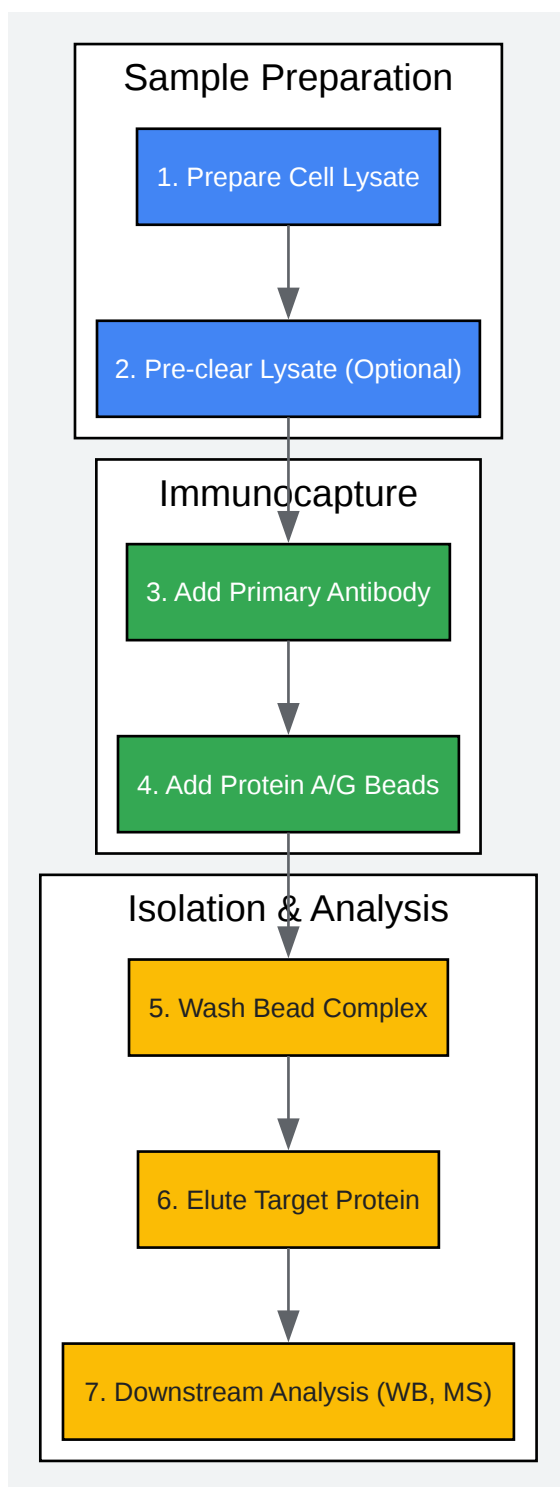 Sample Preparation
1. Prepare Cell Lysate
2. Pre-clear Lysate (Optional)
Immunocapture
3. Add Primary Antibody
4. Add Protein A/G Beads
Isolation & Analysis
5. Wash Bead Complex
6. Elute Target Protein
7. Downstream Analysis (WB, MS)